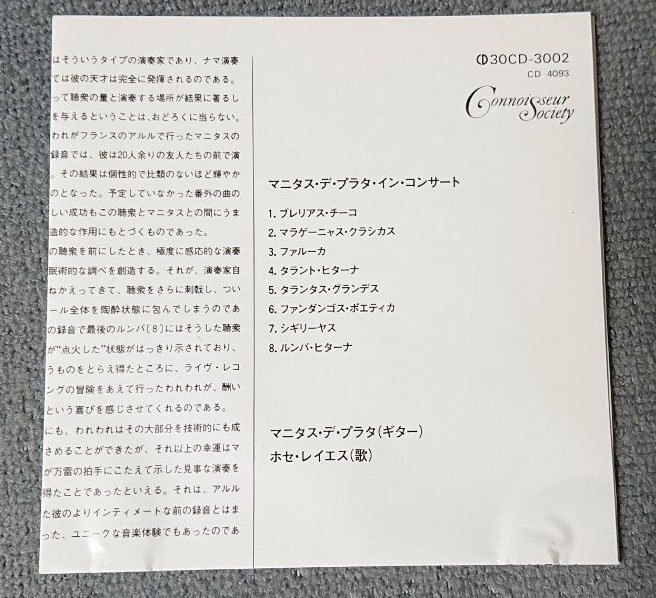 はそういうタイプの演奏家であり、ナマ演奏
ては彼の天才は完全に発揮されるのである。
って聴衆の量と演奏する場所が結果に著るし
を与えるということは、おどろくに当らない。
われがフランスのアルルで行ったマニタスの
録音では、彼は20人余りの友人たちの前で演
。その結果は個性的で比類のないほど輝やか
のとなった。予定していなかった番外の曲の
しい成功もこの聴衆とマニタスとの間にうま
造的な作用にもとづくものであった。
の聴衆を前にしたとき、極度に感応的な演奏
眠術的な調べを創造する。それが、演奏家自
ねかえってきて、聴衆をさらに刺戟し、つい
ール全体を陶酔状態に包んでしまうのであ
の録音で最後のルンバ〔8〕にはそうした聴衆
が“点火した”状態がはっきり示されており、
うものをとらえ得たところに、ライヴ・レコ
ングの冒険をあえて行ったわれわれが、酬い
という喜びを感じさせてくれるのである。
にも、われわれはその大部分を技術的にも成
さめることができたが、それ以上の幸運はマ
が万雷の拍手にこたえて示した見事な演奏を
得たことであったといえる。それは、アルル
た彼のよりインティメートな前の録音とはま
った、ユニークな音楽体験でもあったのであ
30CD-3002
CD 4093
Connoisseur
Society
マニタス・デ・プラタ・イン・コンサート
1. ブレリアス・チーコ
2. マラゲーニャス・クラシカス
3. ファルーカ
4. タラント・ヒターナ
5. タランタス・グランデス
6. ファンダンゴス・ポエティカ
7. シギリーヤス
8. ルンバ・ヒターナ
マニタス・デ・プラタ(ギター)
ホセ・レイエス(歌)